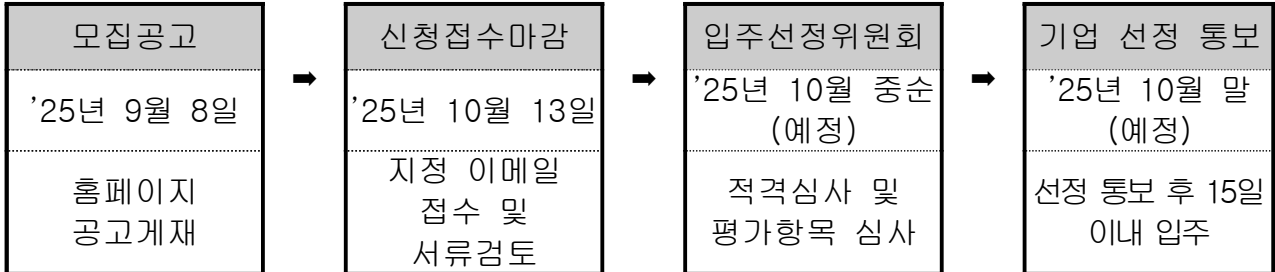 모집공고
'25년 9월 8일
홈페이지
공고게재
➡
신청접수마감
'25년 10월 13일
지정 이메일
접수 및
서류검토
➡
입주선정위원회
'25년 10월 중순
(예정)
적격심사 및
평가항목 심사
➡
기업 선정 통보
'25년 10월 말
(예정)
선정 통보 후 15일
이내 입주